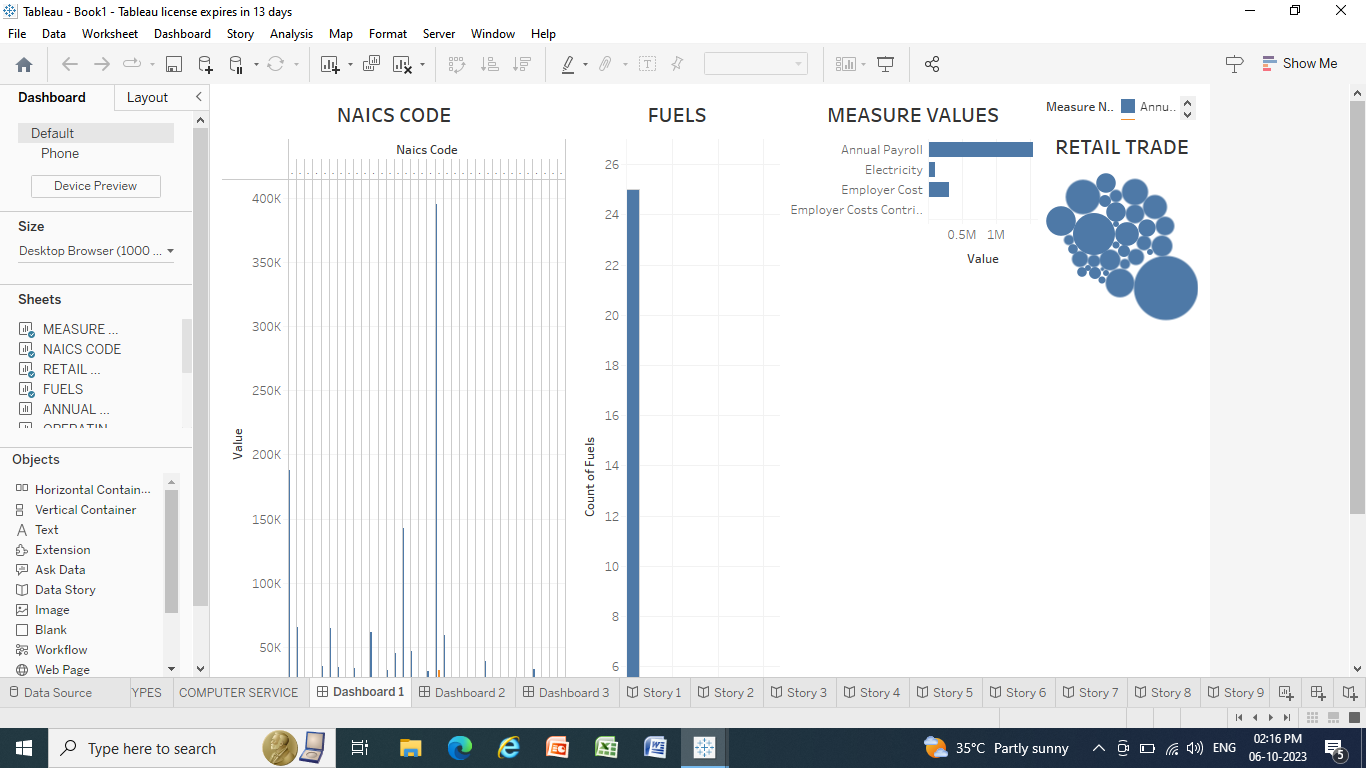 Tableau - Book1 - Tableau license expires in 13 days
File Data Worksheet Dashboard Story Analysis Map Format Server Window Help
Show Me
Dashboard Layout
Default
Phone
Device Preview
Size
Desktop Browser (1000 ...
Sheets
MEASURE ...
NAICS CODE
RETAIL ...
FUELS
ANNUAL ...
OPERATIN
Objects
Horizontal Contain...
Vertical Container
Text
Extension
Ask Data
Data Story
Image
Blank
Workflow
Web Page
NAICS CODE
Naics Code
400K
350K
300K
250K
200K
150K
100K
50K
Value
FUELS
26
24
22
20
18
16
14
12
10
8
6
Count of Fuels
MEASURE VALUES
Annual Payroll
Electricity
Employer Cost
Employer Costs Contri..
0.5M 1M
Value
Measure N.. Annu..
RETAIL TRADE
Data Source YPES COMPUTER SERVICE Dashboard 1 Dashboard 2 Dashboard 3 Story 1 Story 2 Story 3 Story 4 Story 5 Story 6 Story 7 Story 8 Story 9
Type here to search
35°C Partly sunny
ENG
02:16 PM
06-10-2023
5